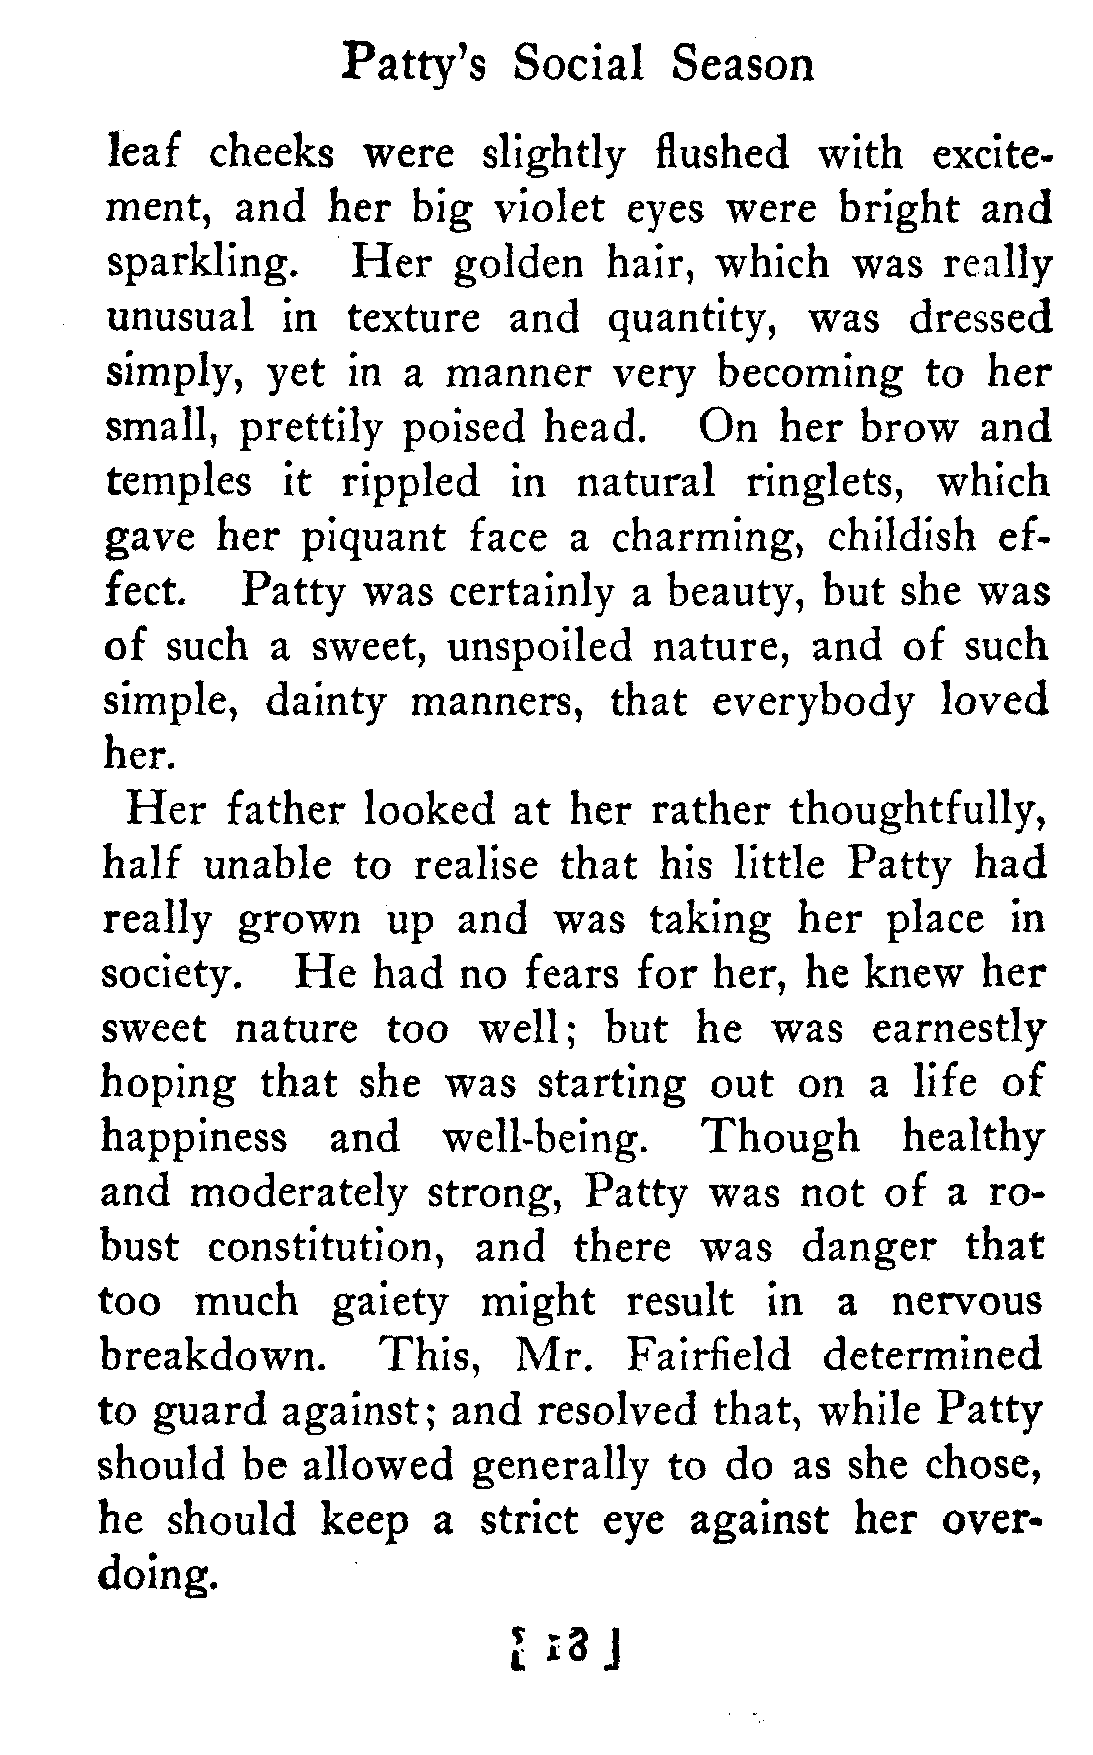 Patty's Social Season
leaf cheeks were slightly flushed with excite-
ment, and her big violet eyes were bright and
sparkling. Her golden hair, which was really
unusual in texture and quantity, was dressed
simply, yet in a manner very becoming to her
small, prettily poised head. On her brow and
temples it rippled in natural ringlets, which
gave her piquant face a charming, childish ef-
fect. Patty was certainly a beauty, but she was
of such a sweet, unspoiled nature, and of such
simple, dainty manners, that everybody loved
her.
Her father looked at her rather thoughtfully,
half unable to realise that his little Patty had
really grown up and was taking her place in
society. He had no fears for her, he knew her
sweet nature too well; but he was earnestly
hoping that she was starting out on a life of
happiness and well-being. Though healthy
and moderately strong, Patty was not of a ro-
bust constitution, and there was danger that
too much gaiety might result in a nervous
breakdown. This, Mr. Fairfield determined
to guard against; and resolved that, while Patty
should be allowed generally to do as she chose,
he should keep a strict eye against her over-
doing.
[ 18 ]